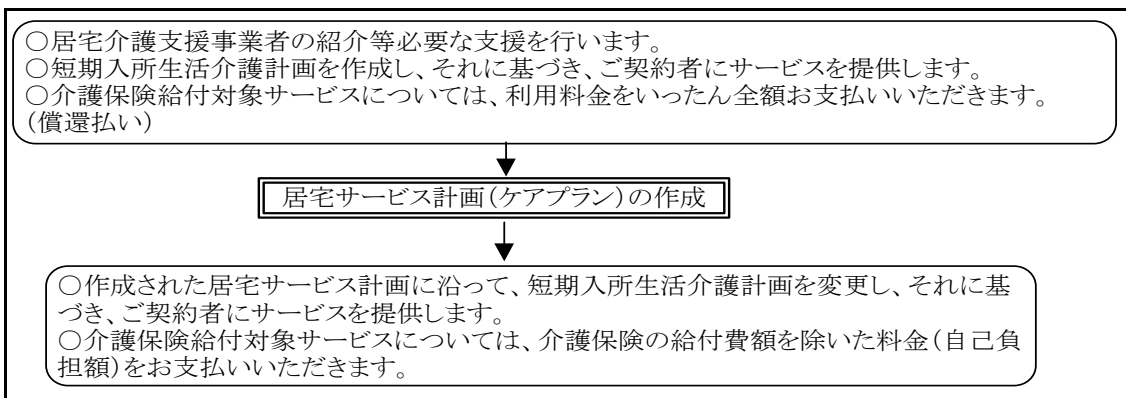 ○居宅介護支援事業者の紹介等必要な支援を行います。
○短期入所生活介護計画を作成し、それに基づき、ご契約者にサービスを提供します。
○介護保険給付対象サービスについては、利用料金をいったん全額お支払いいただきます。
(償還払い)
居宅サービス計画(ケアプラン)の作成
○作成された居宅サービス計画に沿って、短期入所生活介護計画を変更し、それに基
づき、ご契約者にサービスを提供します。
○介護保険給付対象サービスについては、介護保険の給付費額を除いた料金(自己負
担額)をお支払いいただきます。